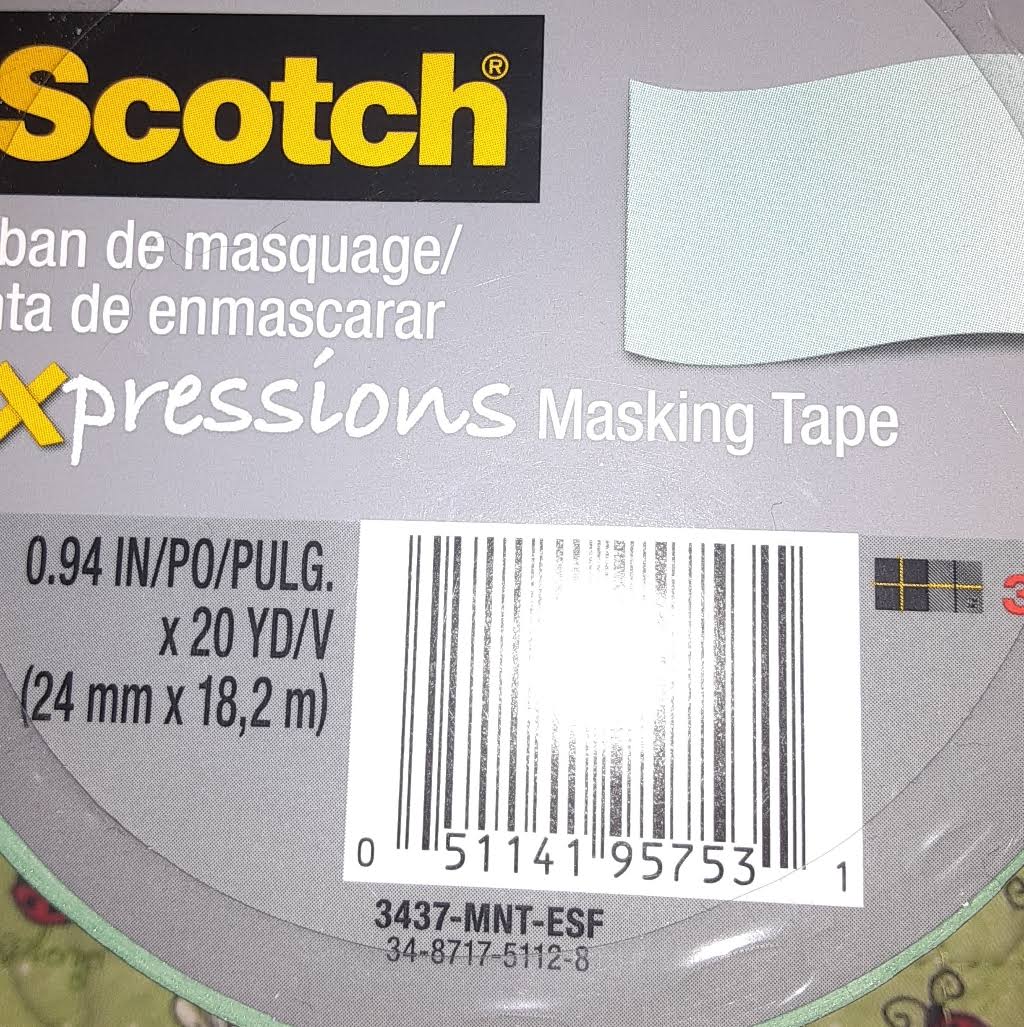 Scotch®
ban de masquage/
nta de enmascarar
xpressions Masking Tape
0.94 IN/PO/PULG.
x 20 YD/V
(24 mm x 18,2 m)
3
0 51141 95753 1
3437-MNT-ESF
34-8717-5112-8